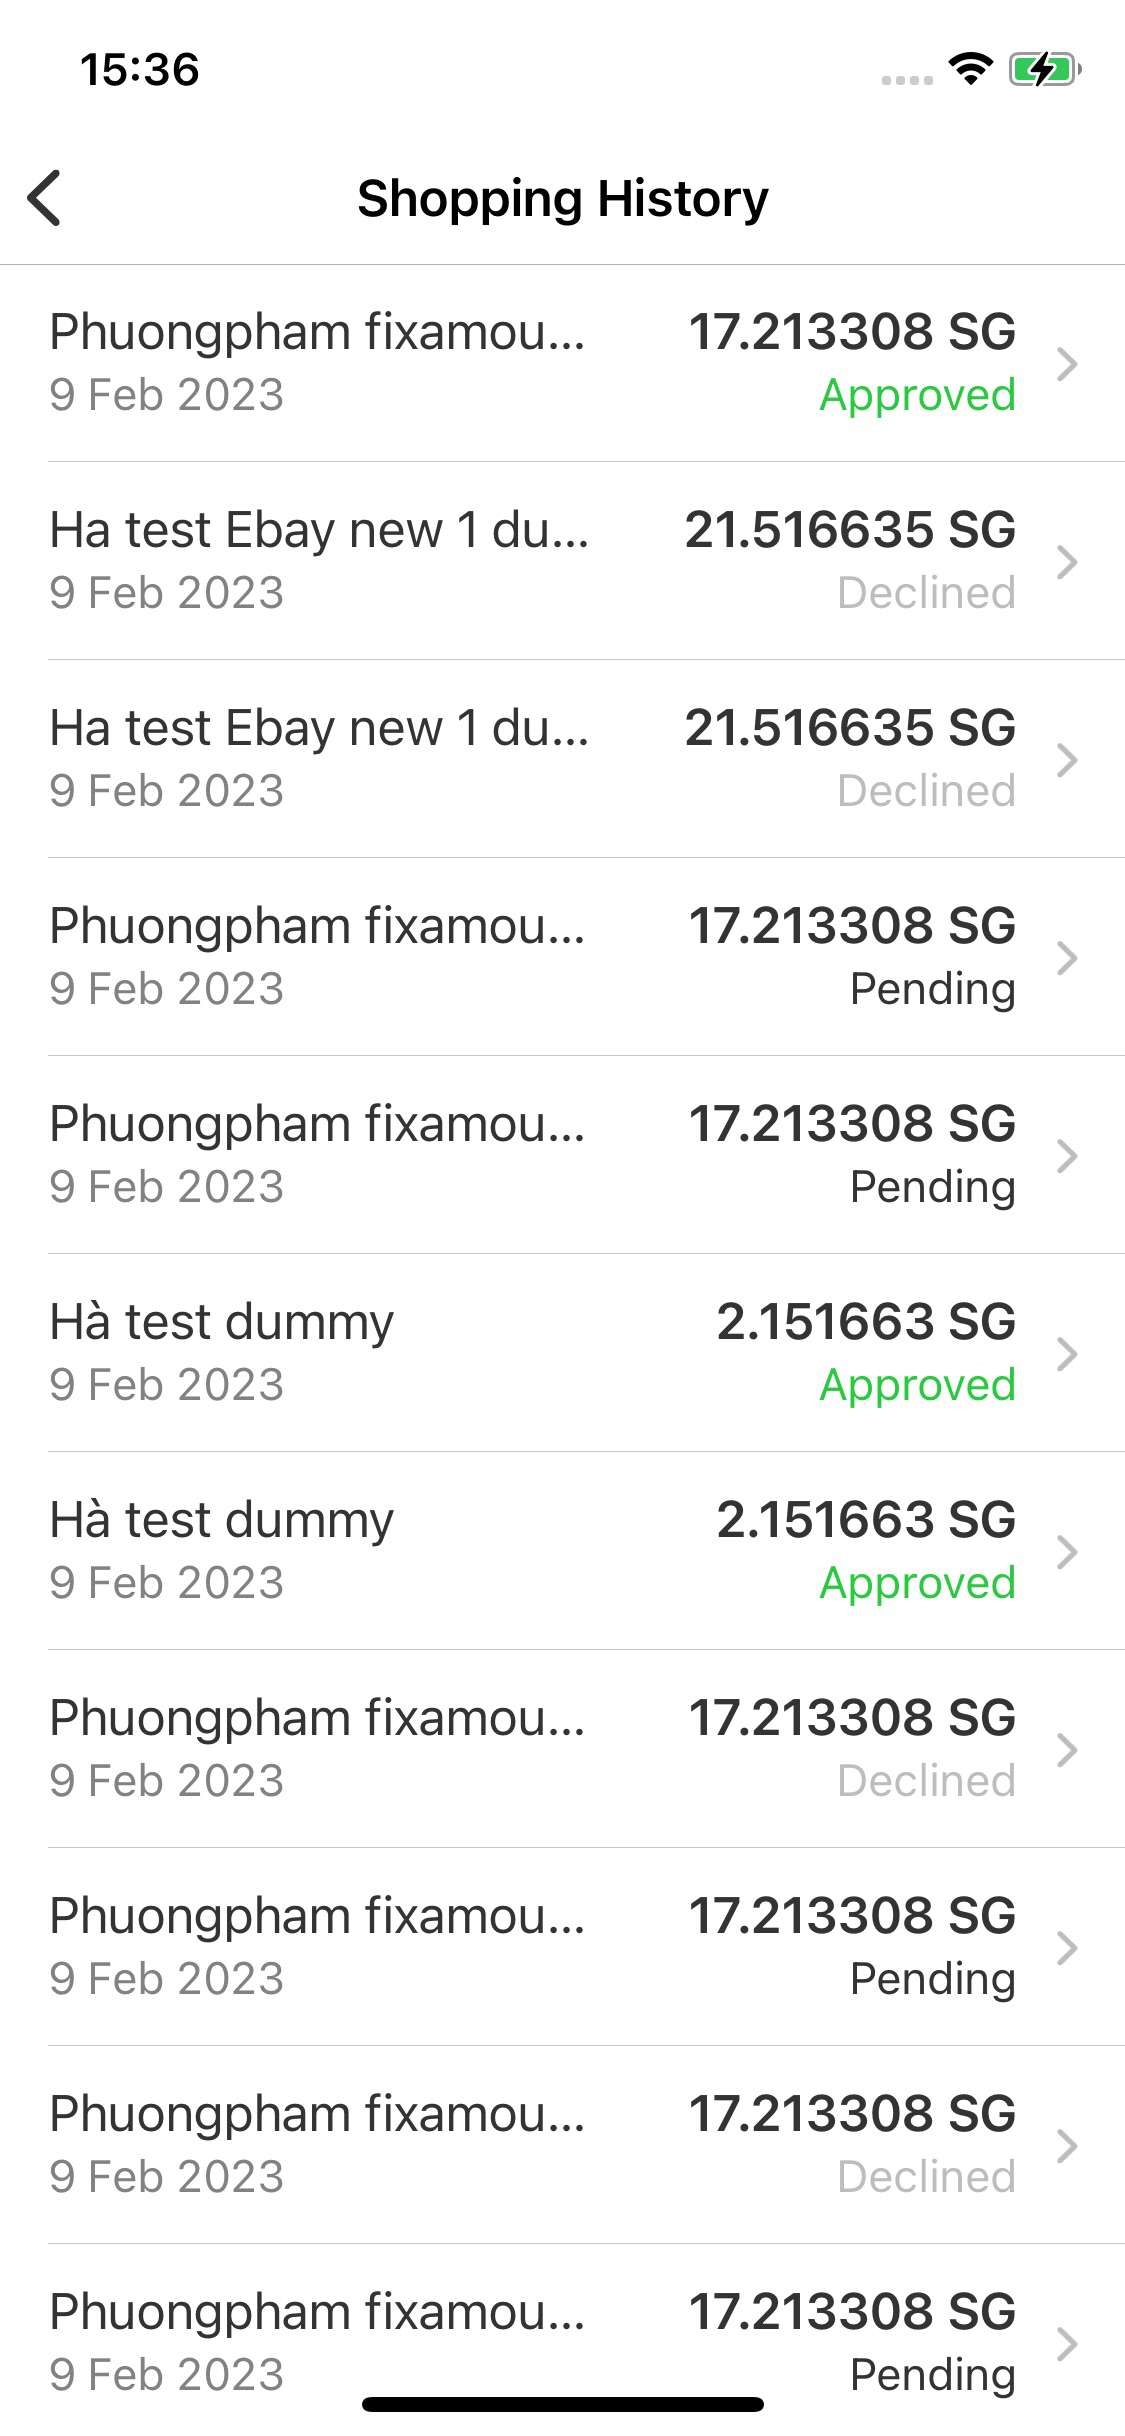 15:36
Shopping History
Phuongpham fixamou... 17.213308 SG
9 Feb 2023 Approved
Ha test Ebay new 1 du... 21.516635 SG
9 Feb 2023 Declined
Ha test Ebay new 1 du... 21.516635 SG
9 Feb 2023 Declined
Phuongpham fixamou... 17.213308 SG
9 Feb 2023 Pending
Phuongpham fixamou... 17.213308 SG
9 Feb 2023 Pending
Hà test dummy 2.151663 SG
9 Feb 2023 Approved
Hà test dummy 2.151663 SG
9 Feb 2023 Approved
Phuongpham fixamou... 17.213308 SG
9 Feb 2023 Declined
Phuongpham fixamou... 17.213308 SG
9 Feb 2023 Pending
Phuongpham fixamou... 17.213308 SG
9 Feb 2023 Declined
Phuongpham fixamou... 17.213308 SG
9 Feb 2023 Pending